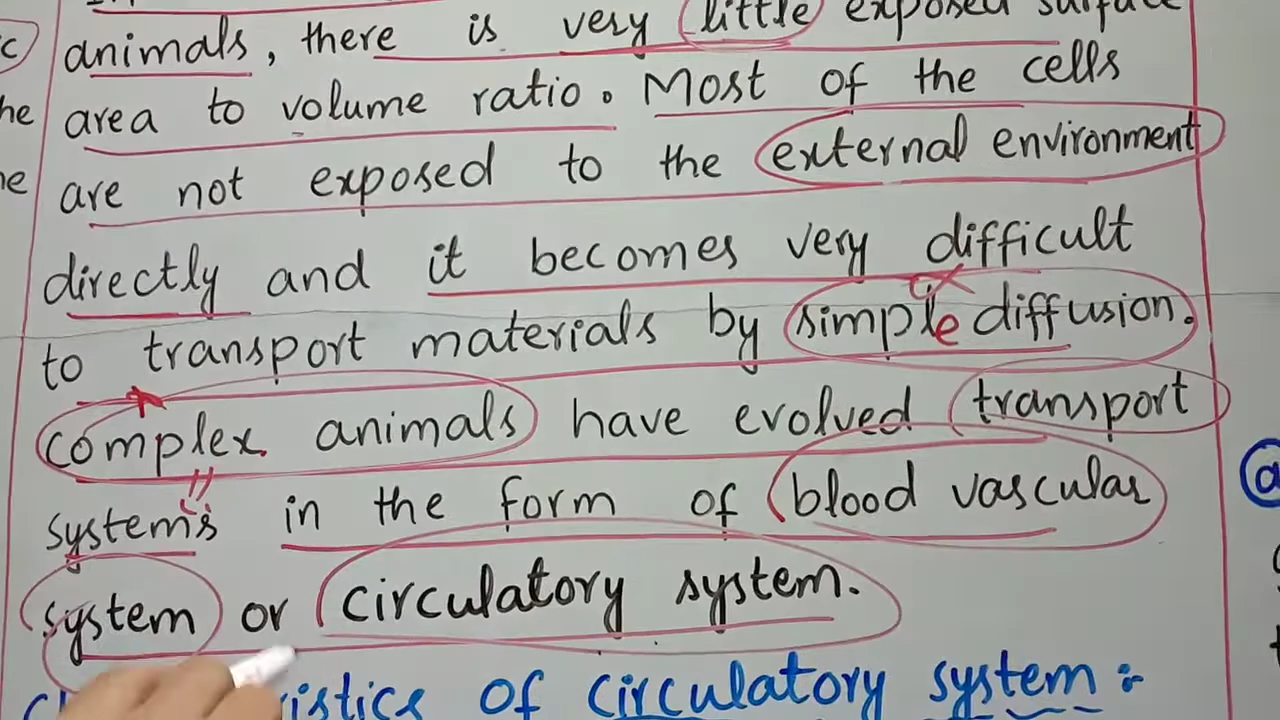 animals, there is very little exposed surface
area to volume ratio. Most of the cells
are not exposed to the external environment
directly and it becomes very difficult
to transport materials by simple diffusion.
complex animals have evolved transport
systems in the form of blood vascular
system or circulatory system.
of circulatory system: